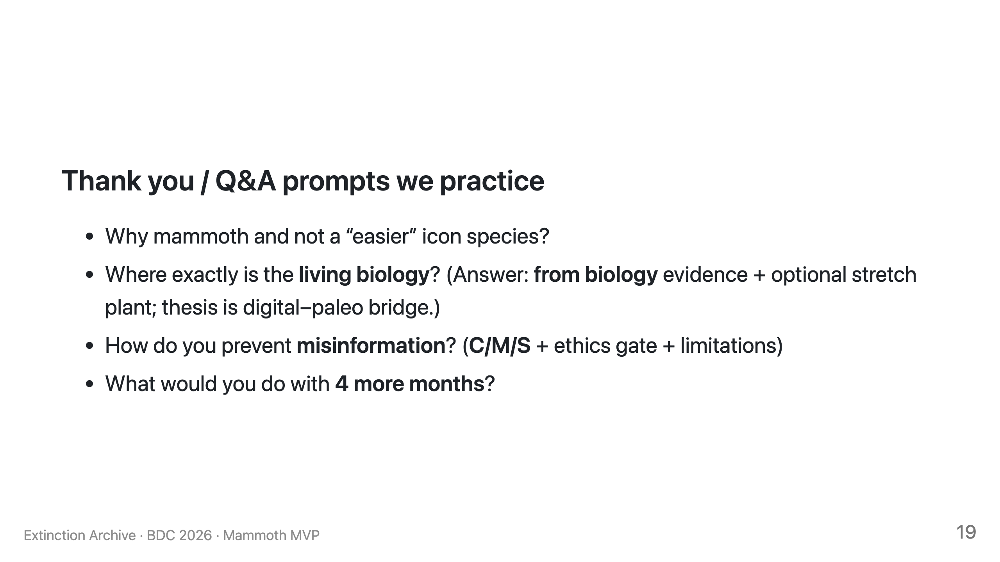 Thank you / Q&A prompts we practice
• Why mammoth and not a “easier” icon species?
• Where exactly is the living biology? (Answer: from biology evidence + optional stretch
plant; thesis is digital–paleo bridge.)
• How do you prevent misinformation? (C/M/S + ethics gate + limitations)
• What would you do with 4 more months?
Extinction Archive · BDC 2026 · Mammoth MVP
19